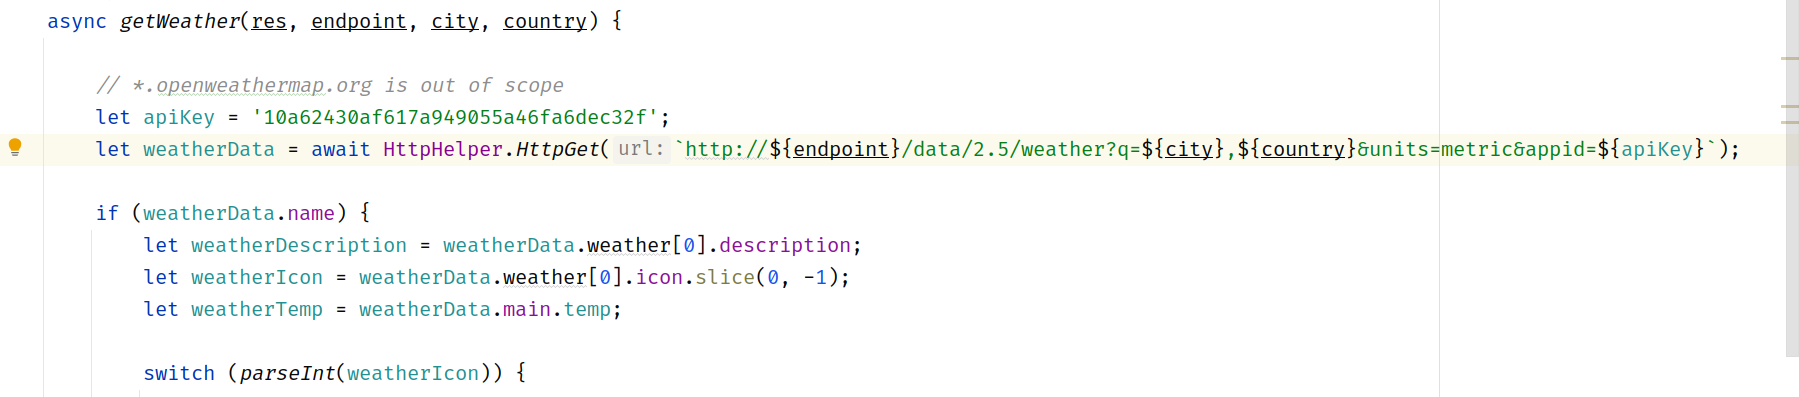 async getWeather(res, endpoint, city, country) {
// *.openweathermap.org is out of scope
let apiKey = '10a62430af617a949055a46fa6dec32f';
let weatherData = await HttpHelper.HttpGet( url: `http://${endpoint}/data/2.5/weather?q=${city},${country}&units=metric&appid=${apiKey}`);
if (weatherData.name) {
let weatherDescription = weatherData.weather[0].description;
let weatherIcon = weatherData.weather[0].icon.slice(0, -1);
let weatherTemp = weatherData.main.temp;
switch (parseInt(weatherIcon)) {